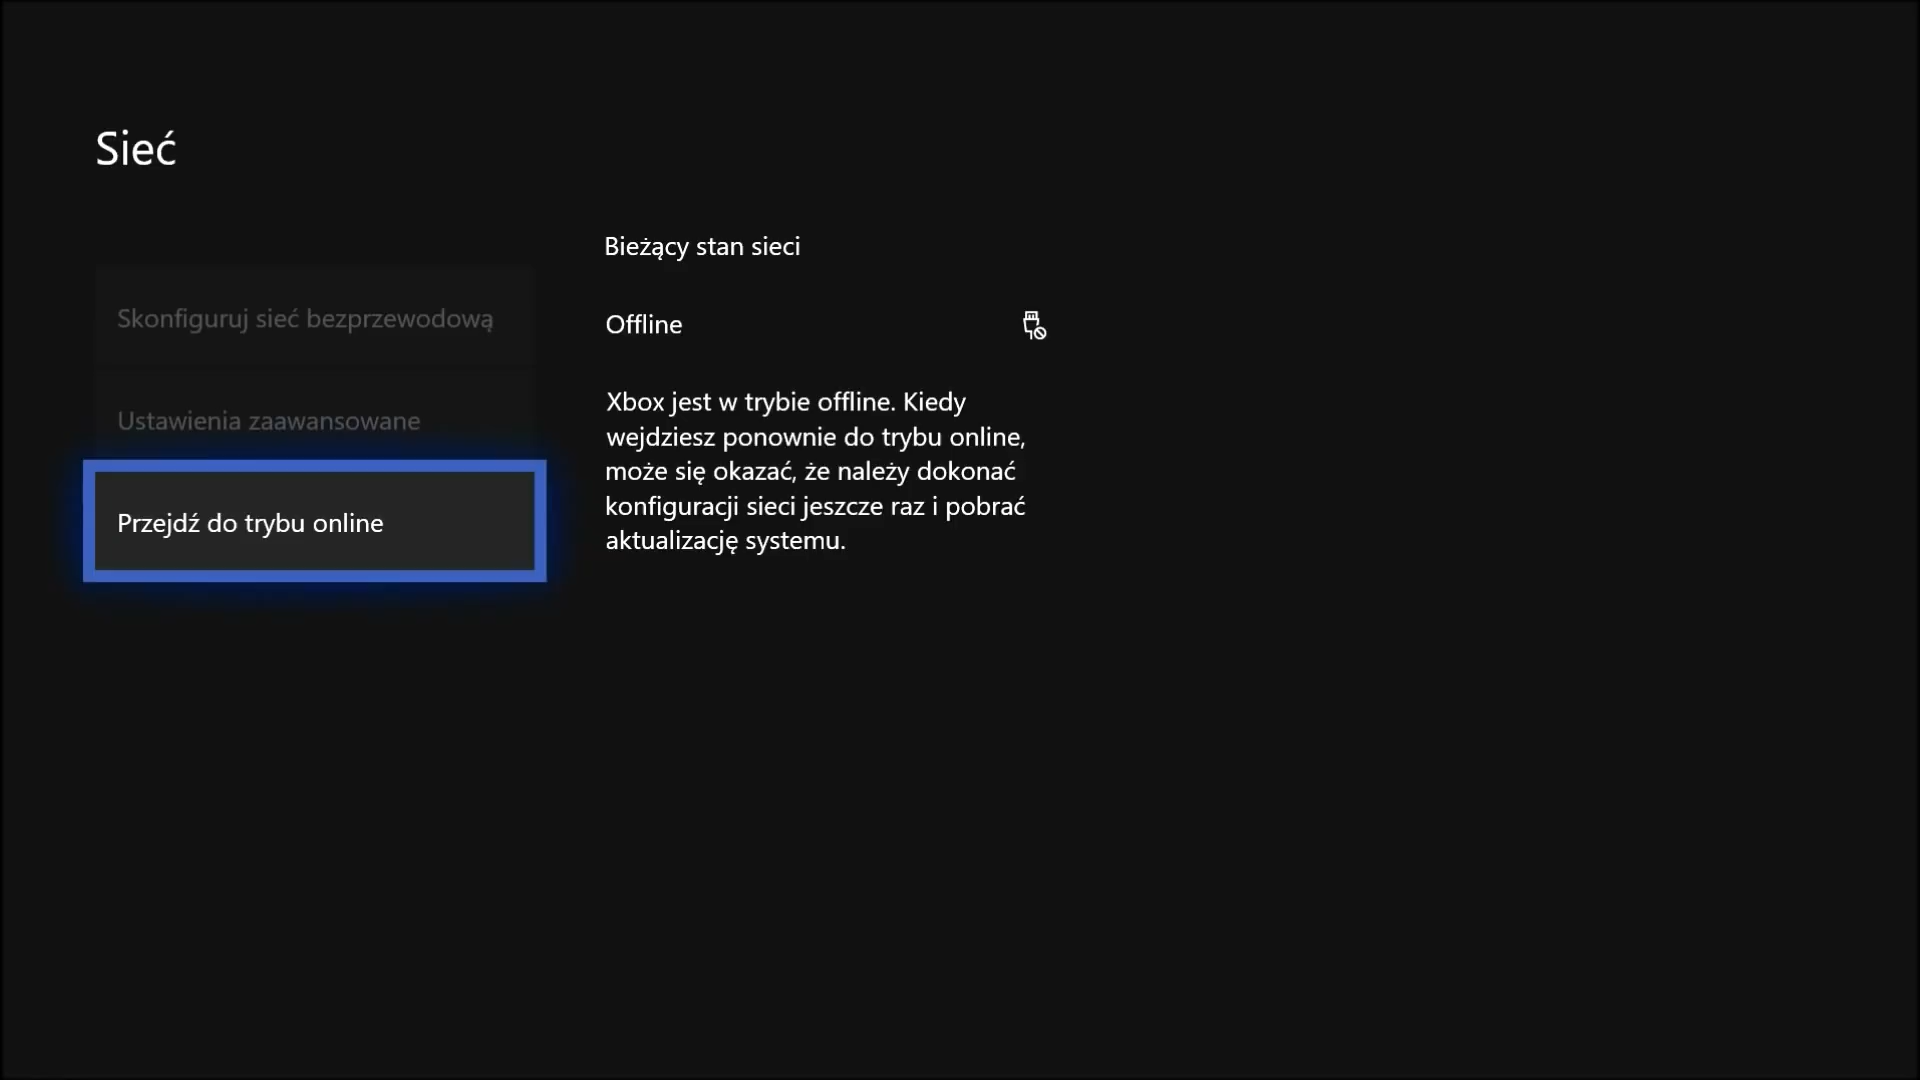 Sieć
Skonfiguruj sieć bezprzewodową
Ustawienia zaawansowane
Przejdź do trybu online
Bieżący stan sieci
Offline
Xbox jest w trybie offline. Kiedy
wejdziesz ponownie do trybu online,
może się okazać, że należy dokonać
konfiguracji sieci jeszcze raz i pobrać
aktualizację systemu.